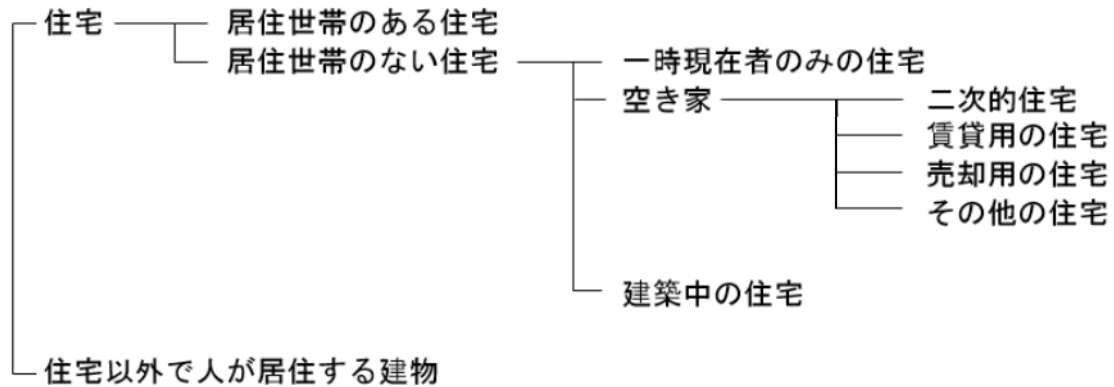 住宅
居住世帯のある住宅
居住世帯のない住宅
一時現在者のみの住宅
空き家
二次的住宅
賃貸用の住宅
売却用の住宅
その他の住宅
建築中の住宅
住宅以外で人が居住する建物